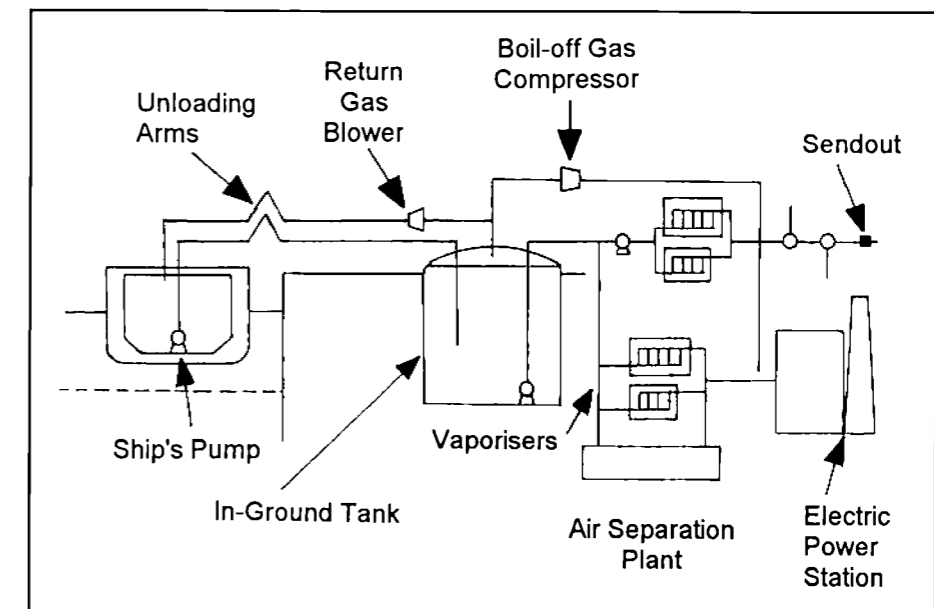 Boil-off Gas
Compressor
Return
Gas
Blower
Unloading
Arms
Sendout
Ship's Pump
Vaporisers
In-Ground Tank
Air Separation
Plant
Electric
Power
Station